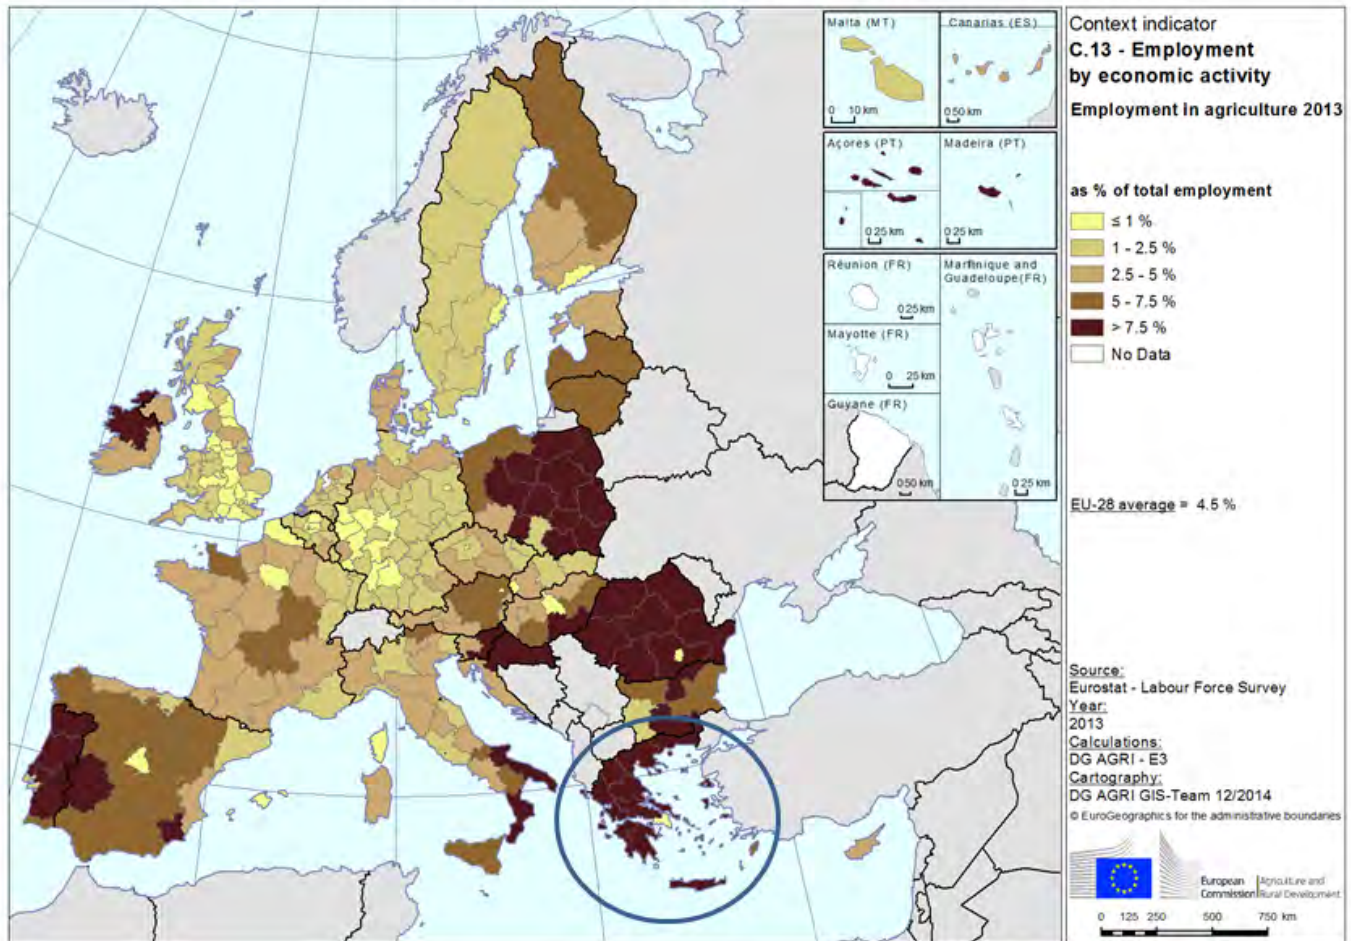 Malta (MT)
0 10 km
Canarias (ES)
0 50 km
Açores (PT)
0 25 km
Madeira (PT)
0 25 km
Réunion (FR)
0 25 km
Martinique and
Guadeloupe(FR)
Mayotte (FR)
0 25 km
Guyane (FR)
0 50 km
0 25 km
Context indicator
C.13 - Employment
by economic activity
Employment in agriculture 2013
as % of total employment
≤ 1 %
1 - 2.5 %
2.5 - 5 %
5 - 7.5 %
> 7.5 %
No Data
EU-28 average = 4.5 %
Source:
Eurostat - Labour Force Survey
Year:
2013
Calculations:
DG AGRI - E3
Cartography:
DG AGRI GIS-Team 12/2014
© EuroGeographics for the administrative boundaries
European
Commission
Agriculture and
Rural Development
0 125 250 500 750 km